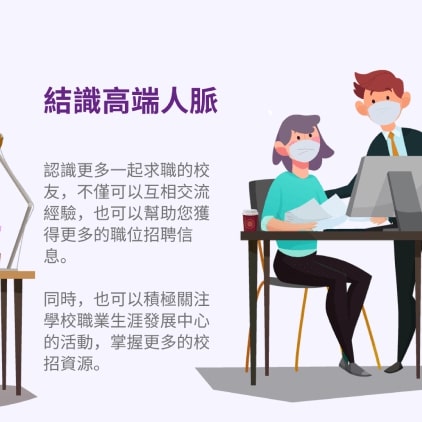 結識高端人脈
認識更多一起求職的校
友，不僅可以互相交流
經驗，也可以幫助您獲
得更多的職位招聘信
息。
同時，也可以積極關注
學校職業生涯發展中心
的活動，掌握更多的校
招資源。